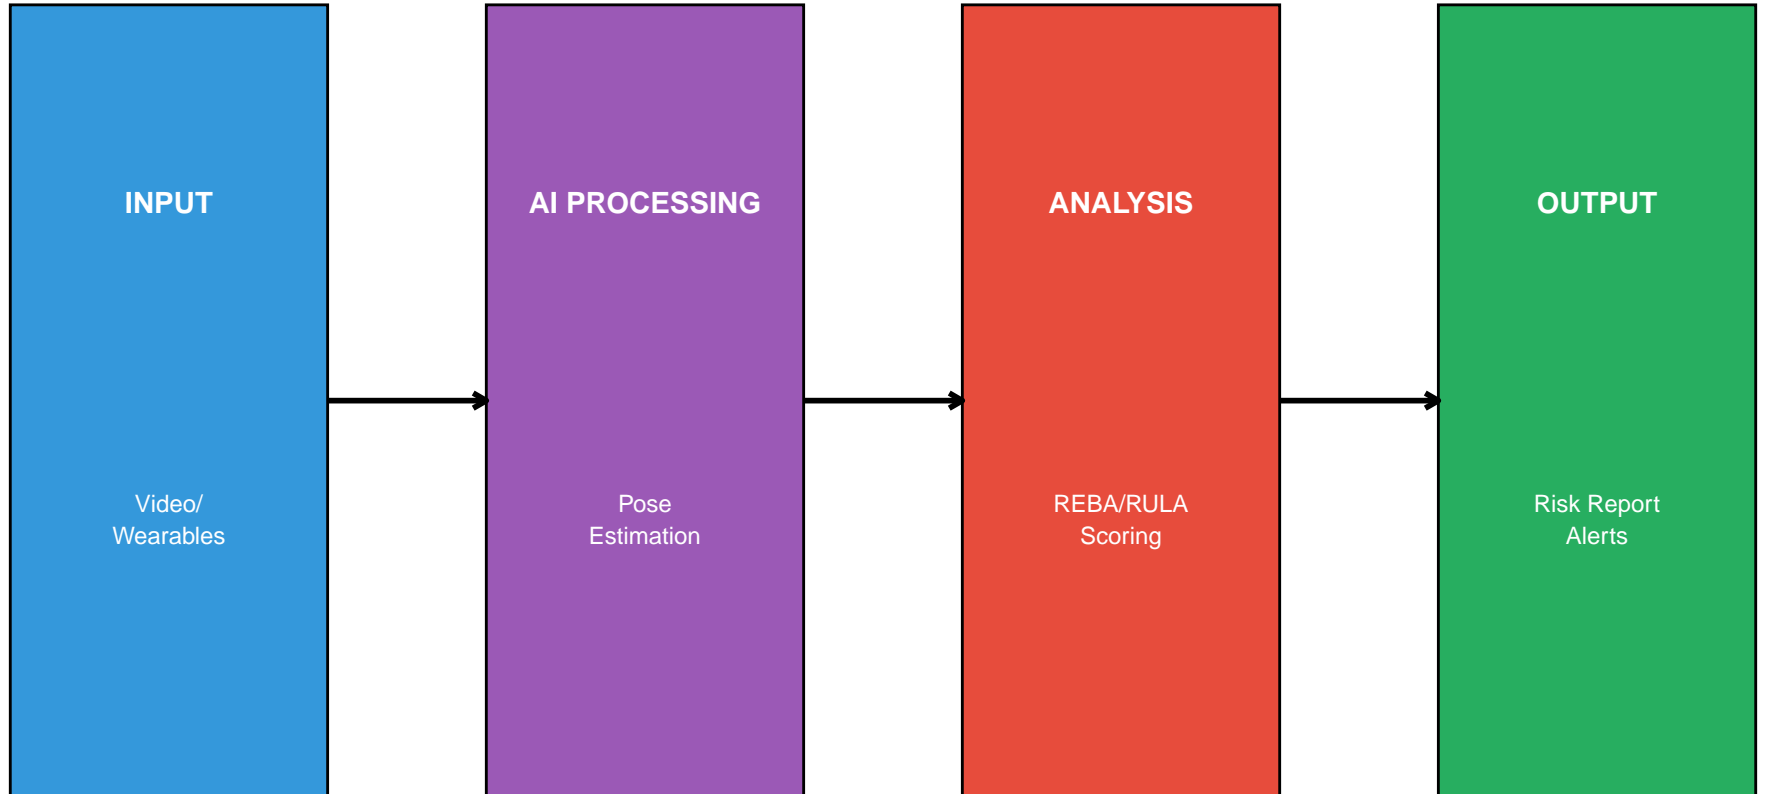 INPUT
Video/
Wearables
AI PROCESSING
Pose
Estimation
ANALYSIS
REBA/RULA
Scoring
OUTPUT
Risk Report
Alerts